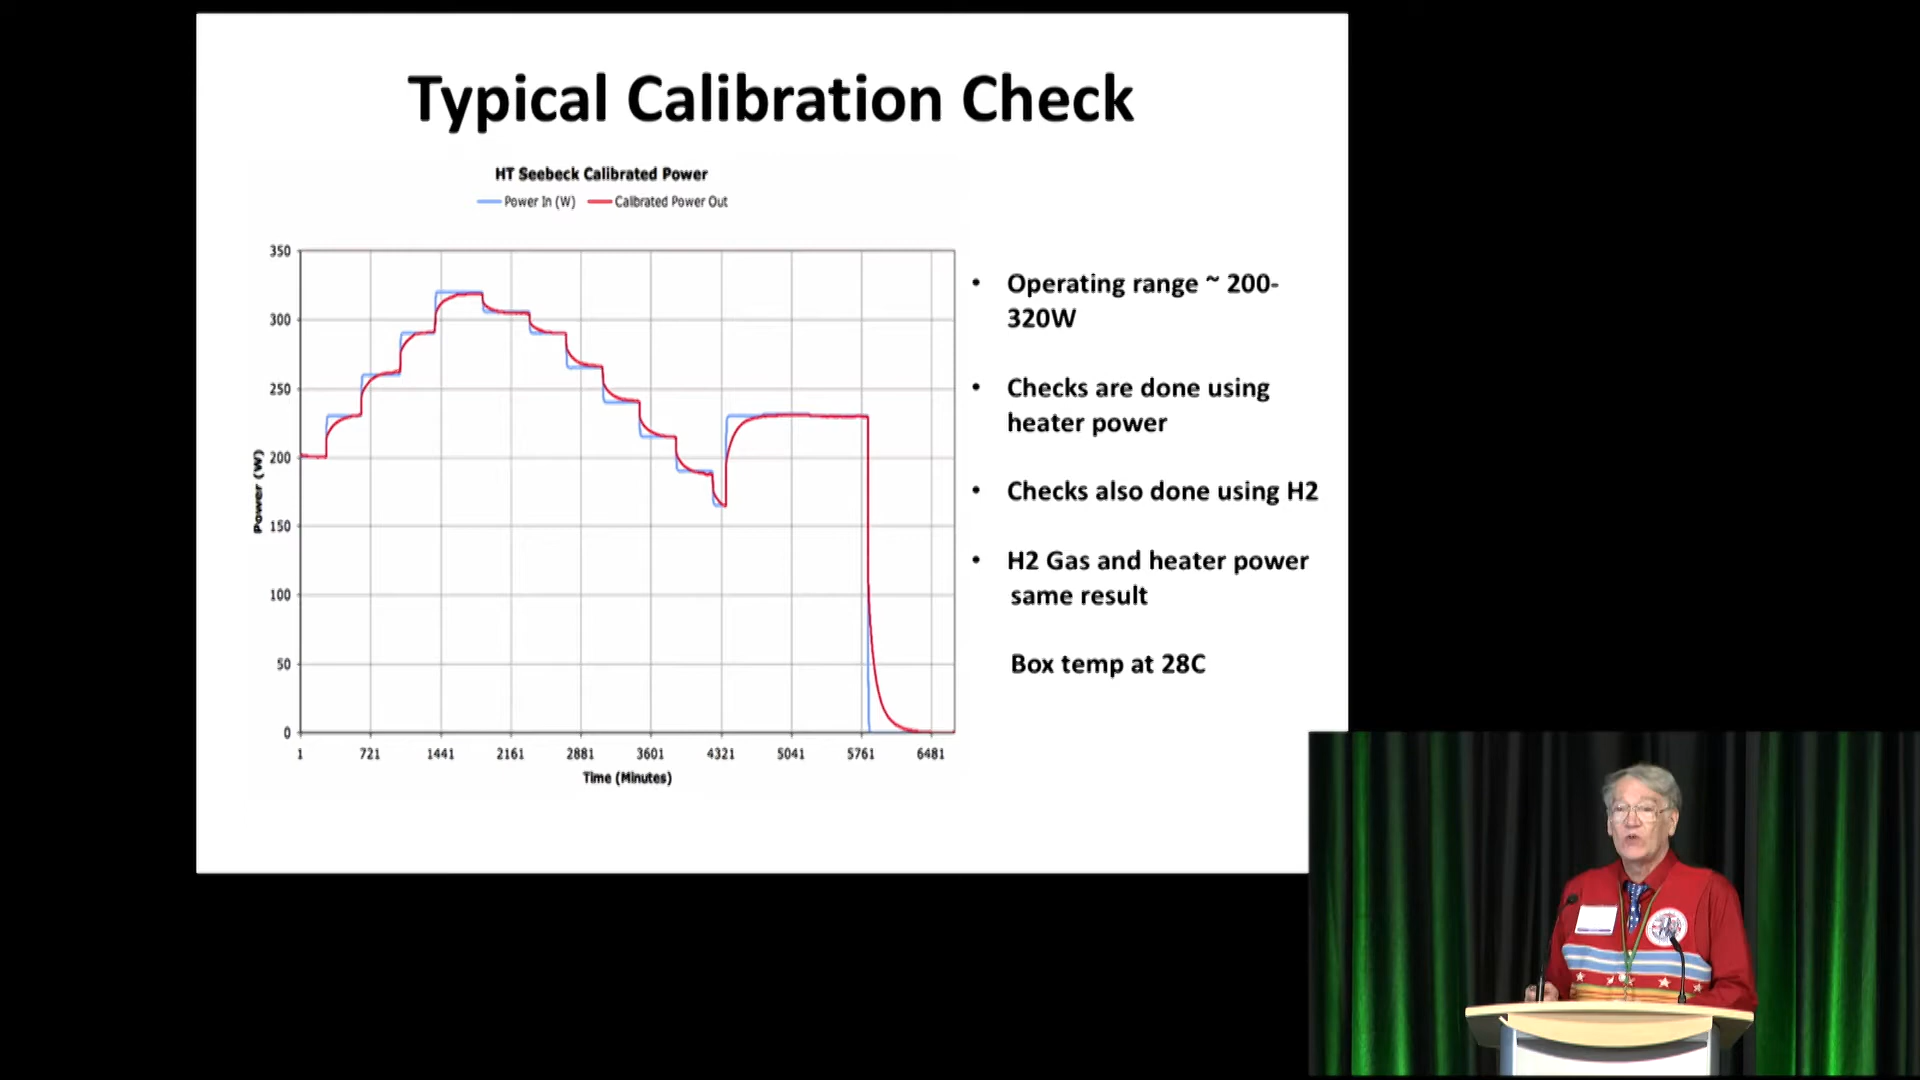 Typical Calibration Check
HT Seebeck Calibrated Power
Power In (W) Calibrated Power Out
350
300
250
200
150
100
50
0
Power (W)
1 721 1441 2161 2881 3601 4321 5041 5761 6481
Time (Minutes)
• Operating range ~ 200-
320W
• Checks are done using
heater power
• Checks also done using H2
• H2 Gas and heater power
same result
Box temp at 28C